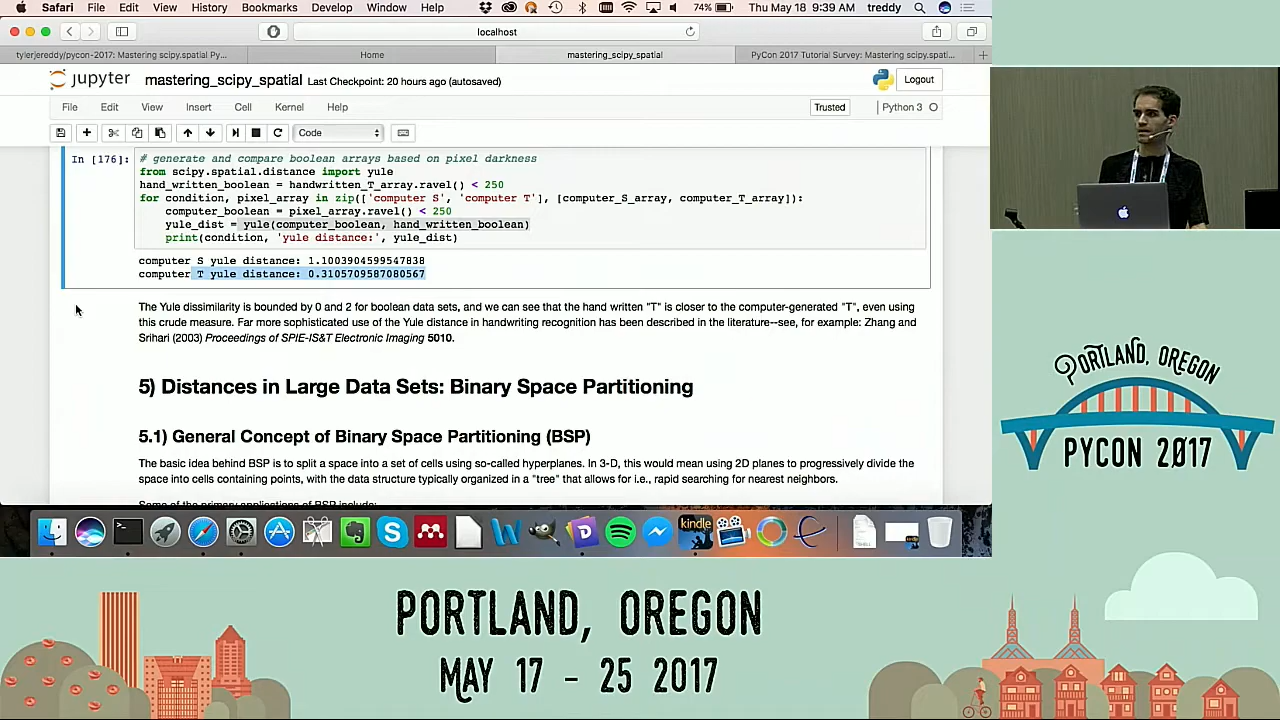 Safari File Edit View History Bookmarks Develop Window Help 74% Thu May 18 9:39 AM treddy
localhost
tylerjereddy/pycon-2017: Mastering scipy.spatial Py... Home mastering_scipy_spatial PyCon 2017 Tutorial Survey: Mastering scipy.spati...
jupyter mastering_scipy_spatial Last Checkpoint: 20 hours ago (autosaved) Logout
File Edit View Insert Cell Kernel Help Trusted Python 3
Code
In [176]: # generate and compare boolean arrays based on pixel darkness
from scipy.spatial.distance import yule
hand_written_boolean = handwritten_T_array.ravel() < 250
for condition, pixel_array in zip(['computer S', 'computer T'], [computer_S_array, computer_T_array]):
computer_boolean = pixel_array.ravel() < 250
yule_dist = yule(computer_boolean, hand_written_boolean)
print(condition, 'yule distance:', yule_dist)
computer S yule distance: 1.1003904599547838
computer T yule distance: 0.3105709587080567
The Yule dissimilarity is bounded by 0 and 2 for boolean data sets, and we can see that the hand written "T" is closer to the computer-generated "T", even using
this crude measure. Far more sophisticated use of the Yule distance in handwriting recognition has been described in the literature--see, for example: Zhang and
Srihari (2003) Proceedings of SPIE-IS&T Electronic Imaging 5010.
5) Distances in Large Data Sets: Binary Space Partitioning
5.1) General Concept of Binary Space Partitioning (BSP)
The basic idea behind BSP is to split a space into a set of cells using so-called hyperplanes. In 3-D, this would mean using 2D planes to progressively divide the
space into cells containing points, with the data structure typically organized in a "tree" that allows for i.e., rapid searching for nearest neighbors.
Some of the primary applications of BSP include:
kindle
PORTLAND, OREGON
PYCON 2017
PORTLAND, OREGON
MAY 17 - 25 2017